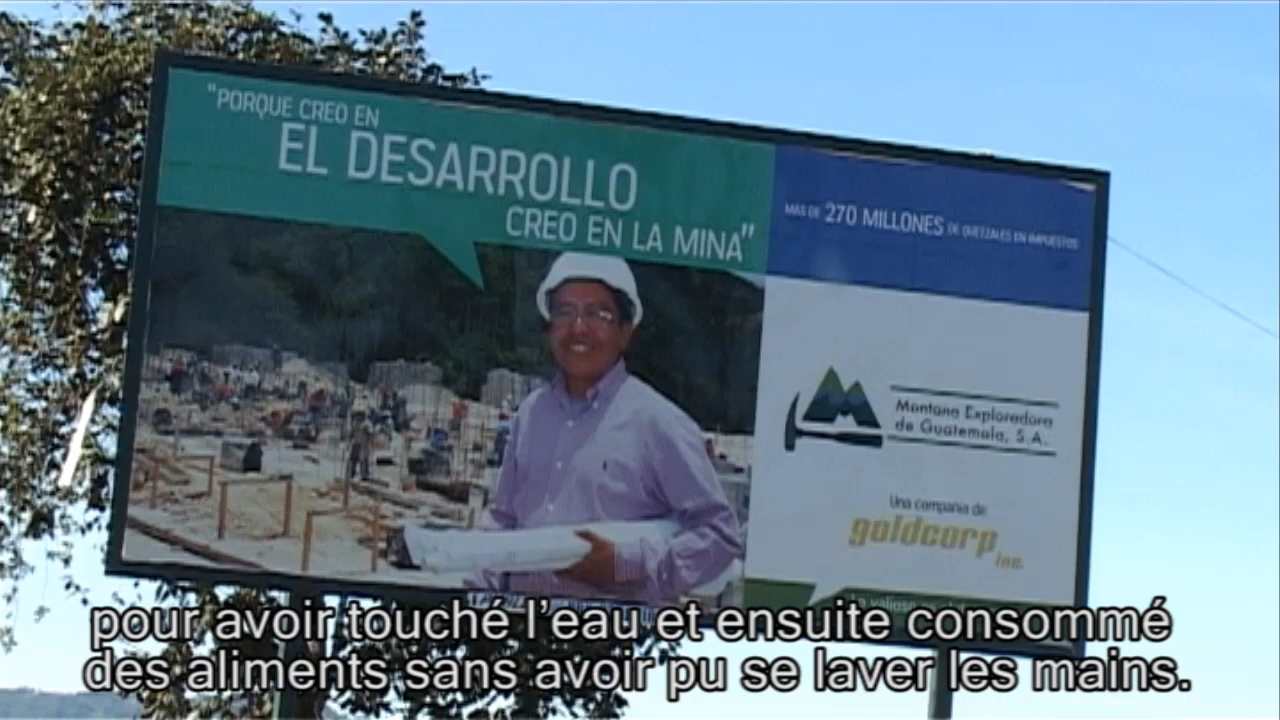 "PORQUE CREO EN
EL DESARROLLO
CREO EN LA MINA"
MAS DE 270 MILLONES DE QUETZALES EN IMPUESTOS
Montana Exploradora
de Guatemala, S.A.
Una compañía de
goldcorp inc.
pour avoir touché l'eau et ensuite consommé
des aliments sans avoir pu se laver les mains.